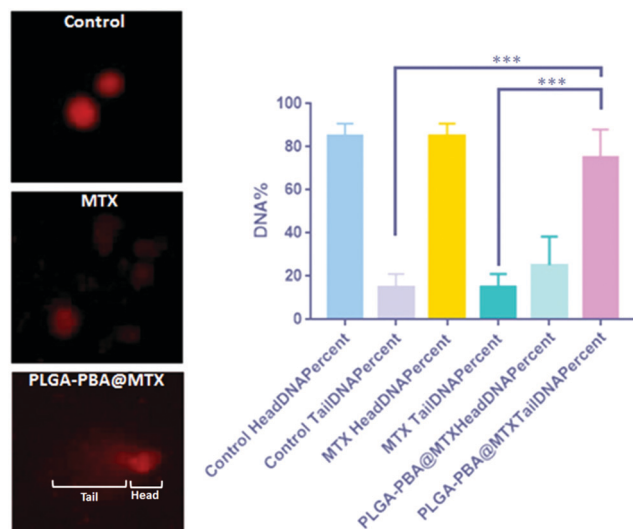 Control
MTX
PLGA-PBA@MTX
Tail
Head
***
***
DNA%
100
80
60
40
20
0
Control HeadDNAPercent
Control TailDNAPercent
MTX HeadDNAPercent
MTX TailDNAPercent
PLGA-PBA@MTXHeadDNAPercent
PLGA-PBA@MTXTailDNAPercent